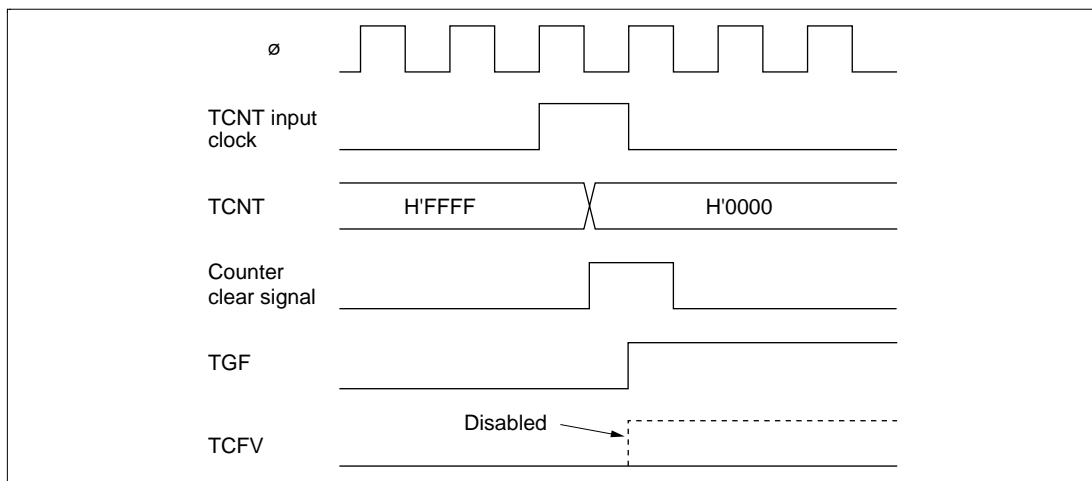 ø
TCNT input
clock
TCNT
H'FFFF
H'0000
Counter
clear signal
TGF
Disabled
TCFV